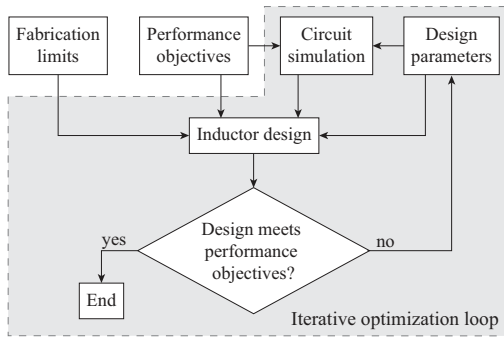 Fabrication
limits
Performance
objectives
Circuit
simulation
Design
parameters
Inductor design
Design meets
performance
objectives?
yes
no
End
Iterative optimization loop